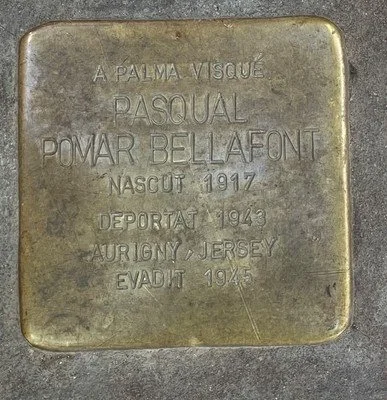 A PALMA VISQUÉ
PASQUAL
POMAR BELLAFONT
NASCUT 1917
DEPORTAT 1943
AURIGNY, JERSEY
EVADIT 1945